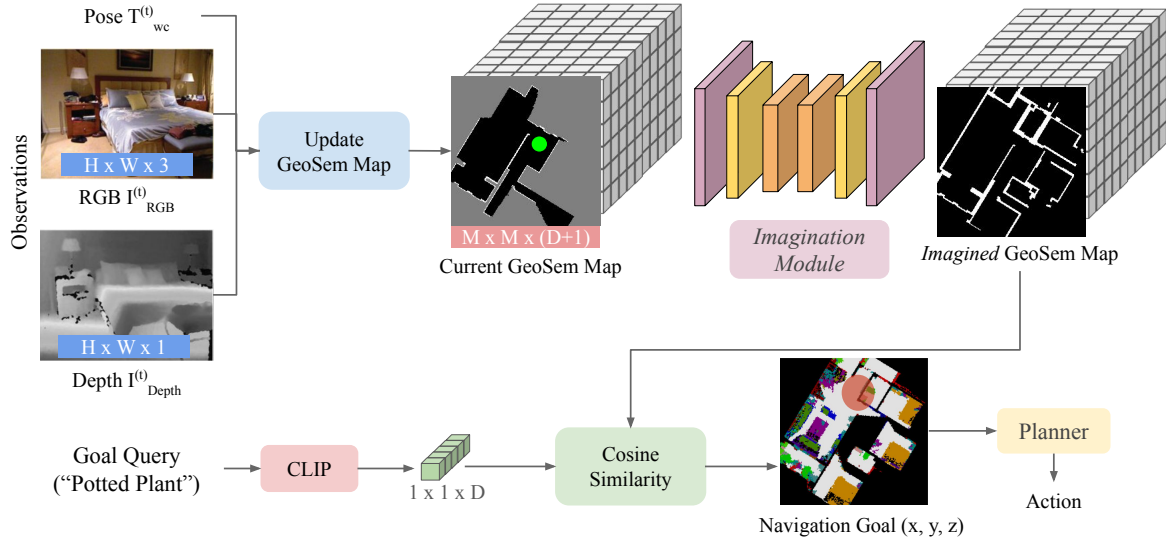 Pose T(t)wc
Observations
H x W x 3
RGB I(t)RGB
H x W x 1
Depth I(t)Depth
Update
GeoSem Map
M x M x (D+1)
Current GeoSem Map
Imagination
Module
Imagined GeoSem Map
Goal Query
(“Potted Plant”)
CLIP
1 x 1 x D
Cosine
Similarity
Navigation Goal (x, y, z)
Planner
Action